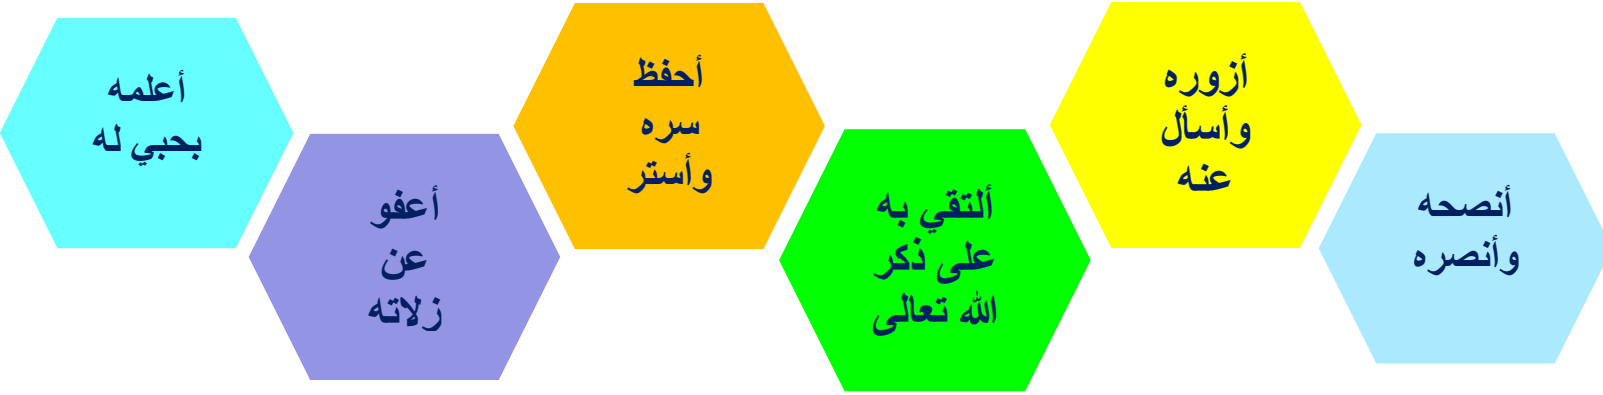 أنصحه
وأنصره
أزوره
وأسأل
عنه
ألتقي به
على ذكر
الله تعالى
أحفظ
سره
وأستر
أعفو
عن
زلاته
أعلمه
بحبي له